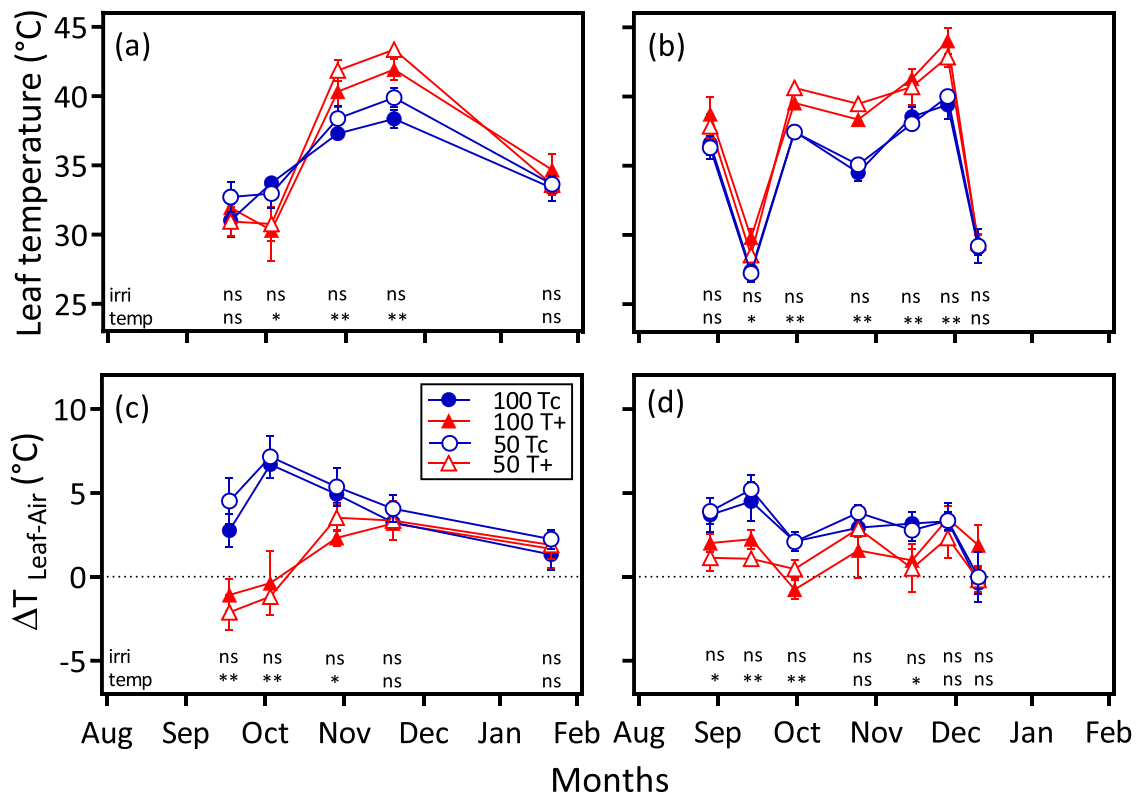 Leaf temperature (°C)
45
40
35
30
25
(a)
irri ns ns ns ns ns
temp ns * ** ** ns
(b)
ns ns ns ns ns ns ns
ns * ** ** ** ** ns
ΔT Leaf-Air (°C)
10
5
0
-5
(c)
100 Tc
100 T+
50 Tc
50 T+
irri ns ns ns ns ns
temp ** ** * ns ns
(d)
ns ns ns ns ns ns ns
* ** ** ns * ns ns
Aug Sep Oct Nov Dec Jan Feb
Aug Sep Oct Nov Dec Jan Feb
Months